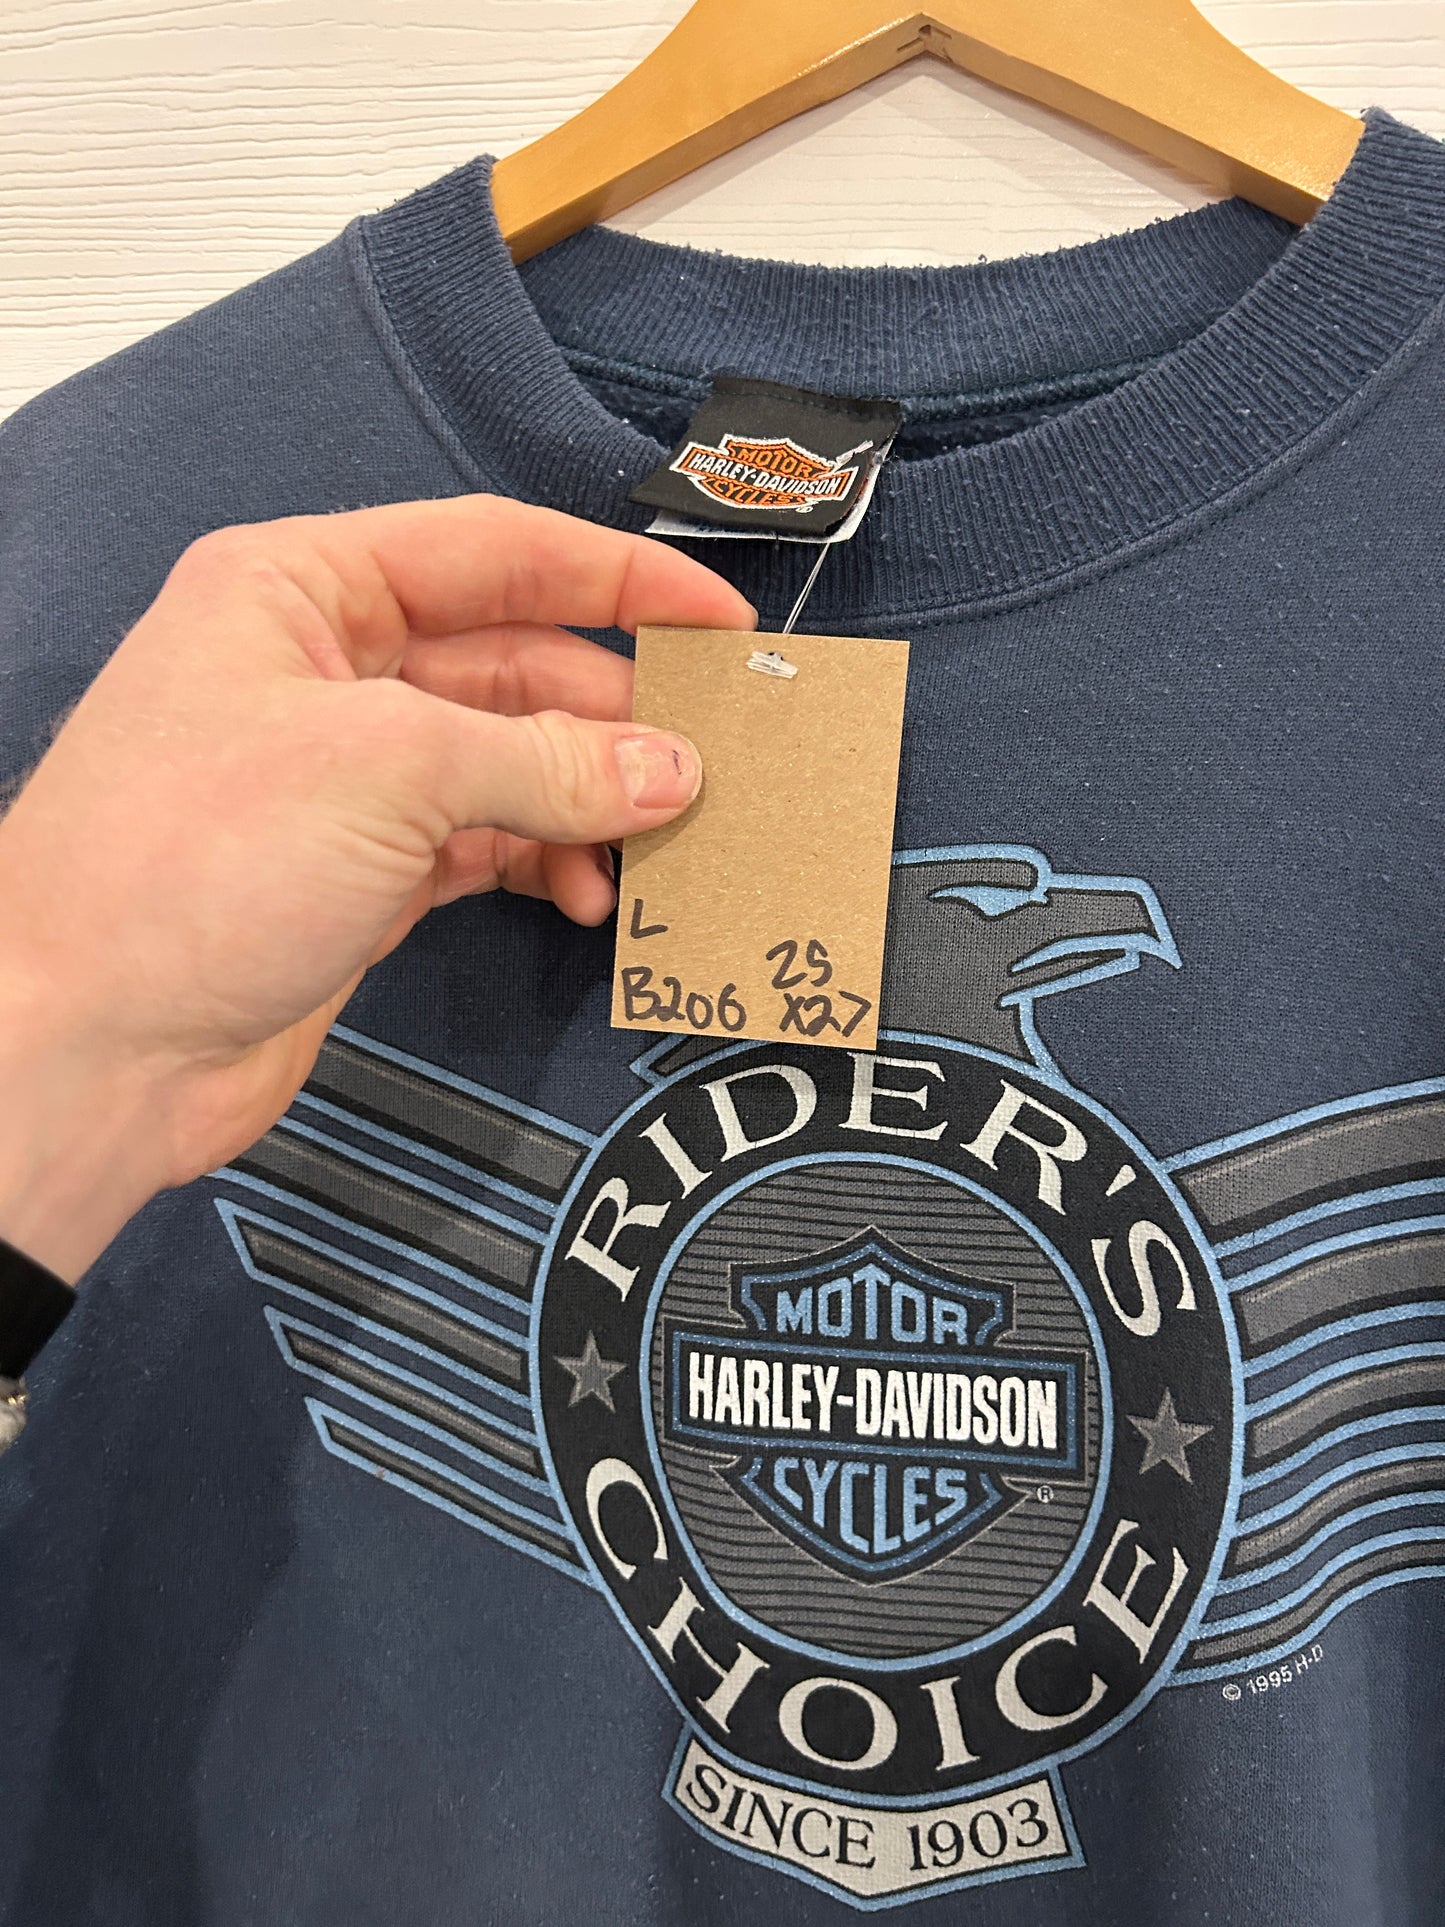 MOTOR
HARLEY-DAVIDSON
CYCLES
®
L
B206
25
X27
RIDER'S
MOTOR
HARLEY-DAVIDSON
CYCLES
®
CHOICE
© 1995 H-D
SINCE 1903